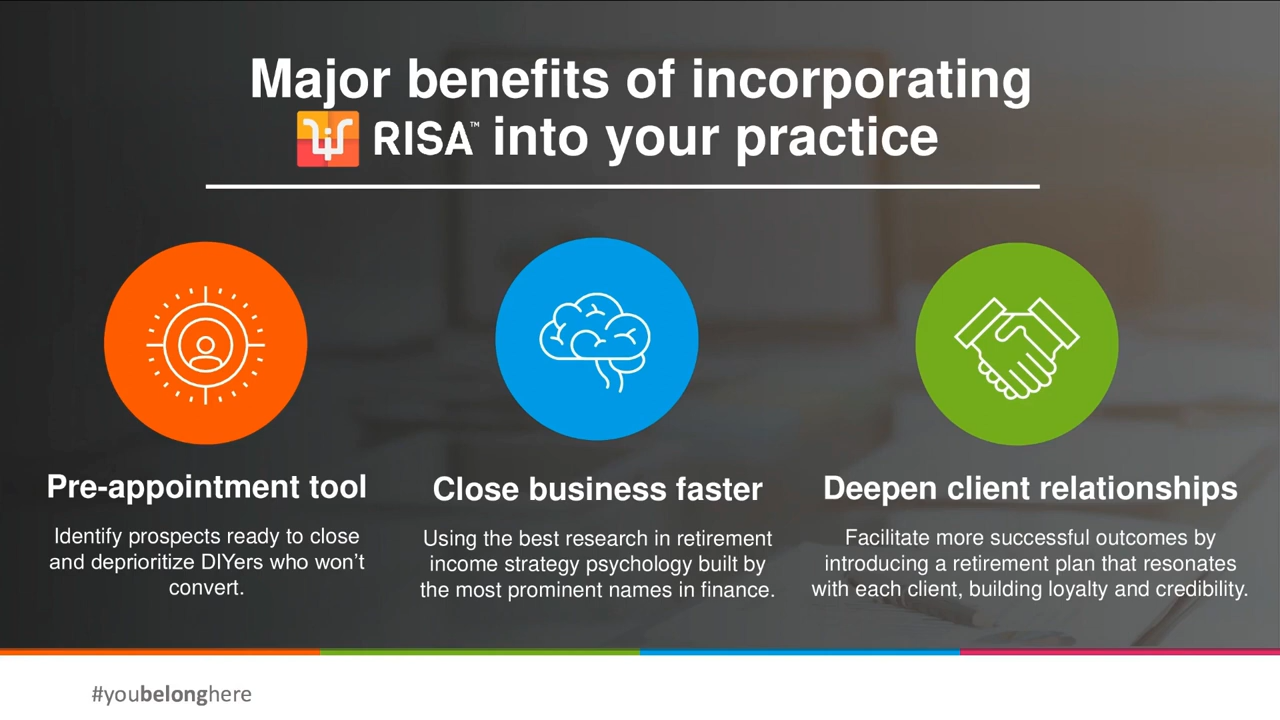 Major benefits of incorporating
RISA™ into your practice
Pre-appointment tool
Identify prospects ready to close
and deprioritize DIYers who won’t
convert.
Close business faster
Using the best research in retirement
income strategy psychology built by
the most prominent names in finance.
Deepen client relationships
Facilitate more successful outcomes by
introducing a retirement plan that resonates
with each client, building loyalty and credibility.
#youbelonghere